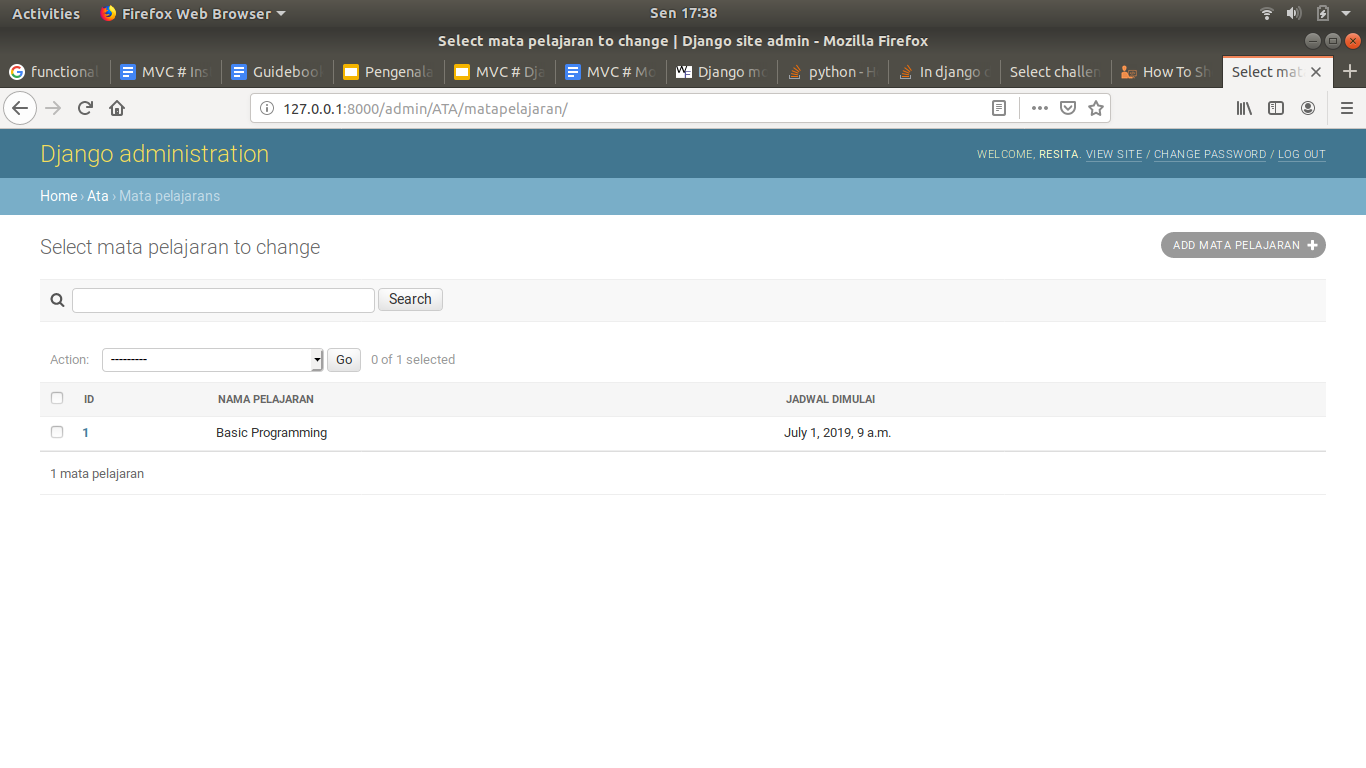 Activities Firefox Web Browser Sen 17:38
Select mata pelajaran to change | Django site admin - Mozilla Firefox
functional MVC # Ins Guidebook Pengenala MVC # Dja MVC # Mo Django mo python - H In django Select challen How To Sh Select mat
127.0.0.1:8000/admin/ATA/matapelajaran/
Django administration WELCOME, RESITA. VIEW SITE / CHANGE PASSWORD / LOG OUT
Home › Ata › Mata pelajarans
Select mata pelajaran to change ADD MATA PELAJARAN +
Search
Action: --------- Go 0 of 1 selected
ID NAMA PELAJARAN JADWAL DIMULAI
1 Basic Programming July 1, 2019, 9 a.m.
1 mata pelajaran